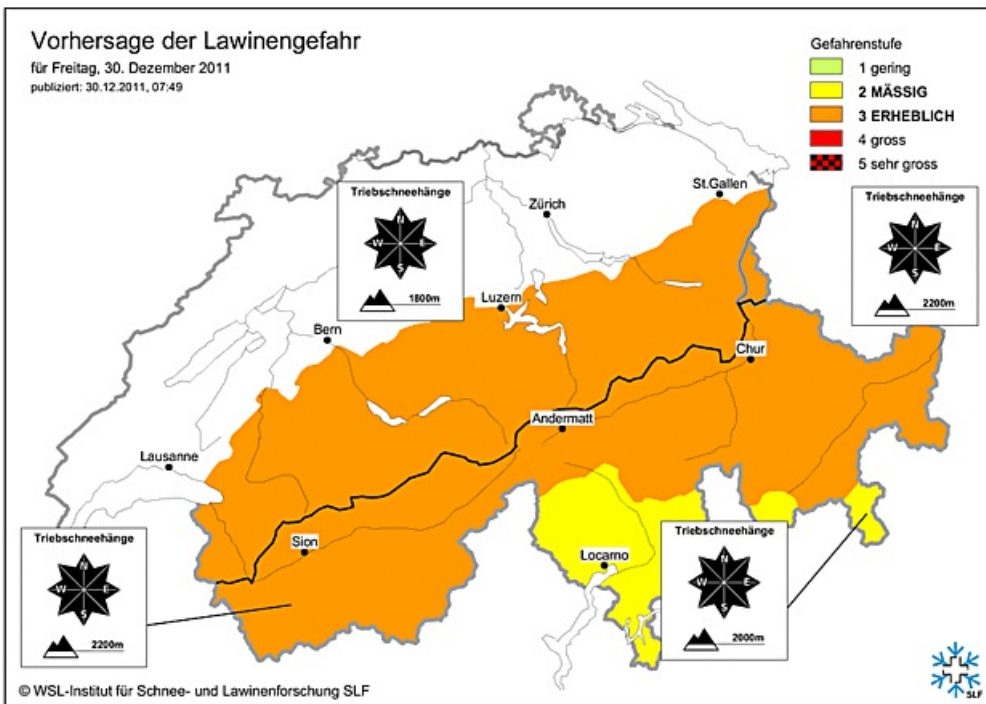 Vorhersage der Lawinengefahr
für Freitag, 30. Dezember 2011
publiziert: 30.12.2011, 07:49
Gefahrenstufe
1 gering
2 MÄSSIG
3 ERHEBLICH
4 gross
5 sehr gross
Triebschneehänge
N
W E
S
1800m
Zürich
St.Gallen
Triebschneehänge
N
W E
S
2200m
Luzern
Bern
Chur
Andermatt
Lausanne
Sion
Locarno
Triebschneehänge
N
W E
S
2200m
Triebschneehänge
N
W E
S
2000m
© WSL-Institut für Schnee- und Lawinenforschung SLF
SLF